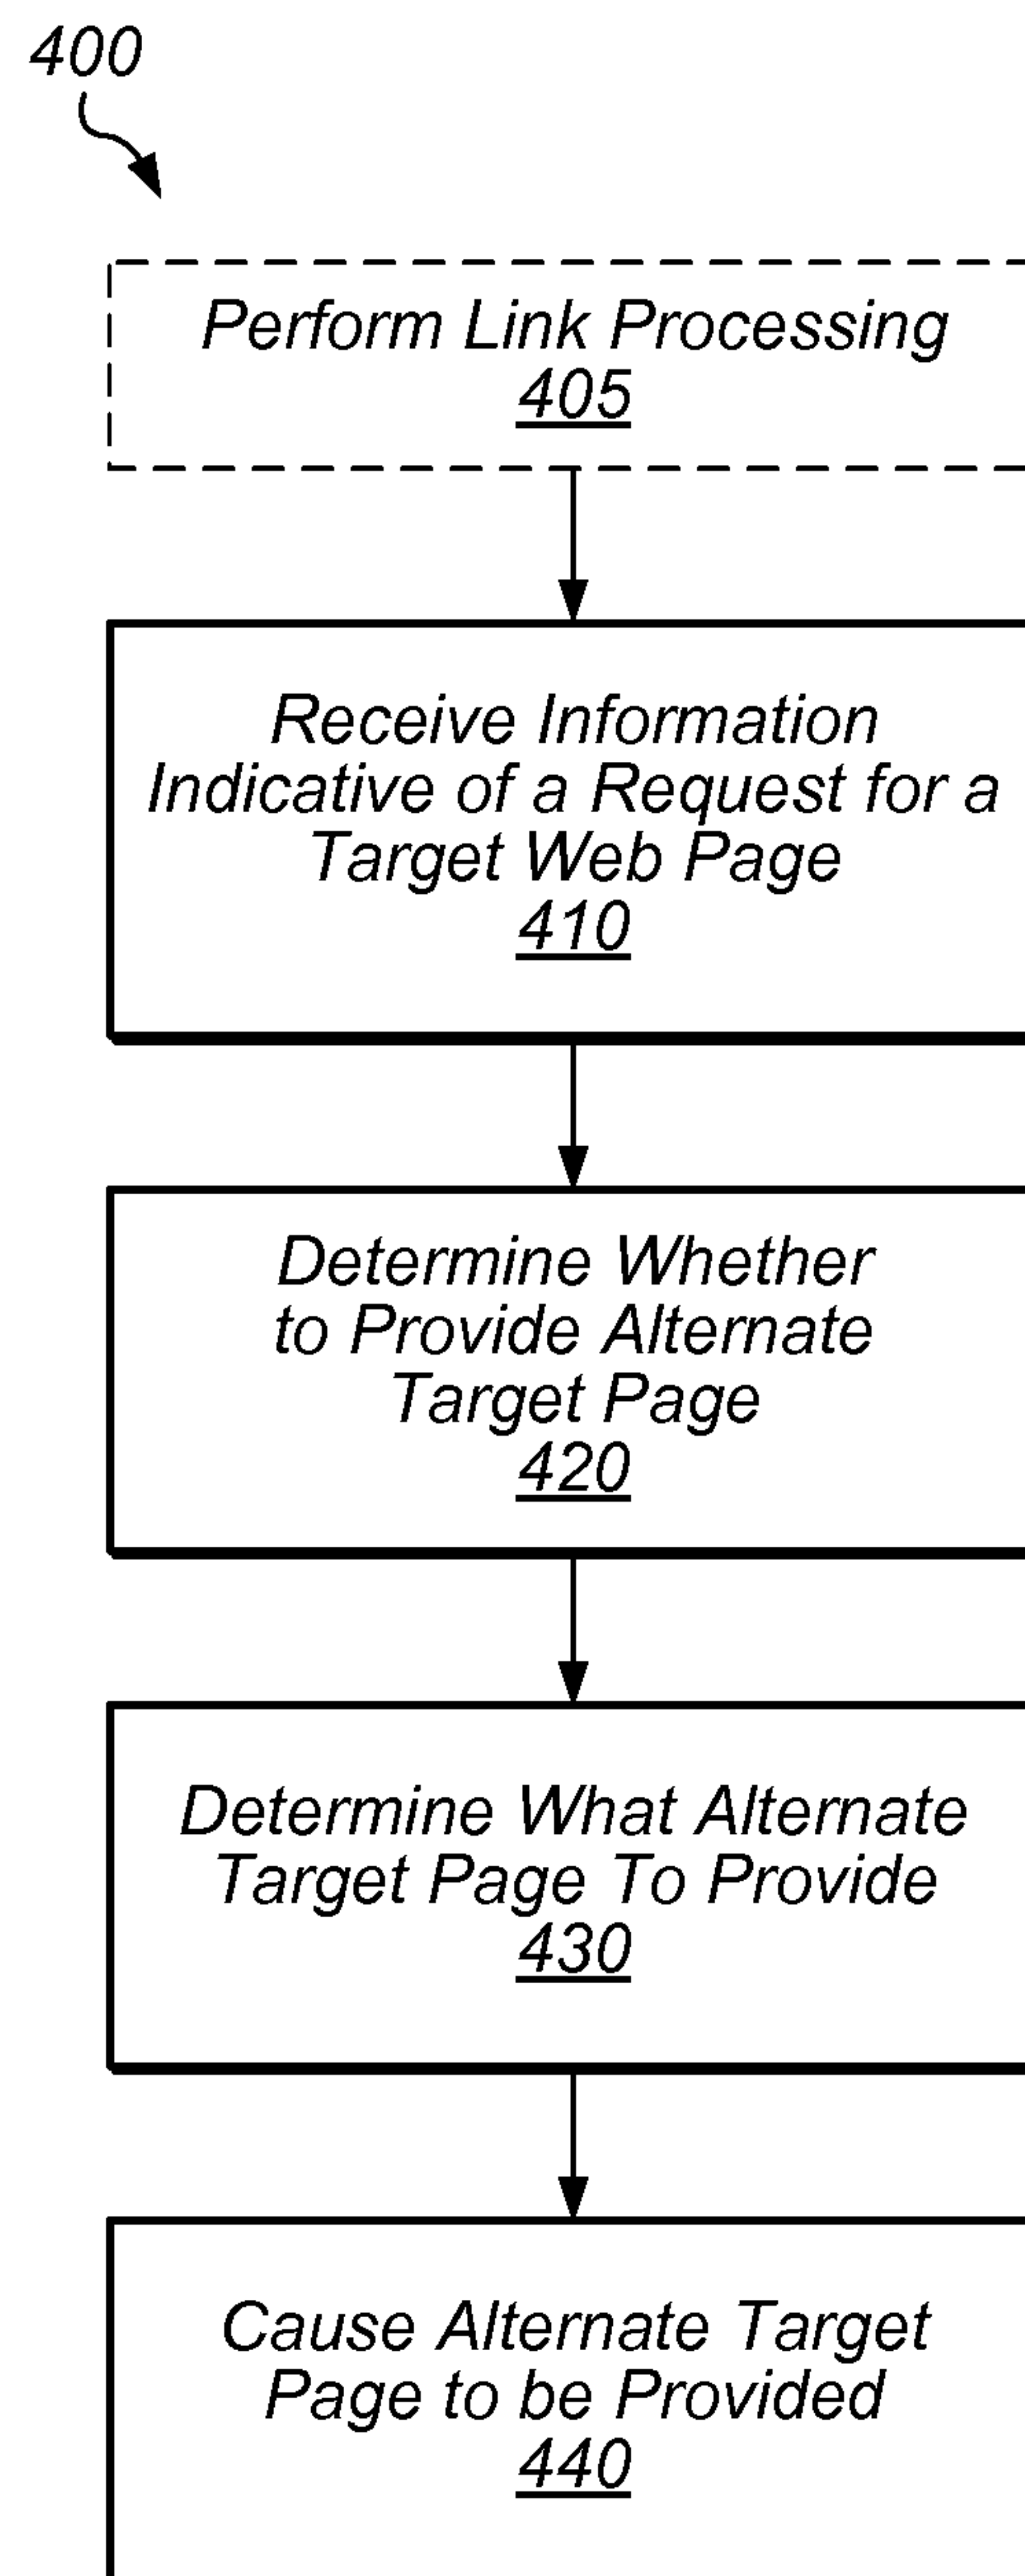 400
Perform Link Processing
405
Receive Information
Indicative of a Request for a
Target Web Page
410
Determine Whether
to Provide Alternate
Target Page
420
Determine What Alternate
Target Page To Provide
430
Cause Alternate Target
Page to be Provided
440